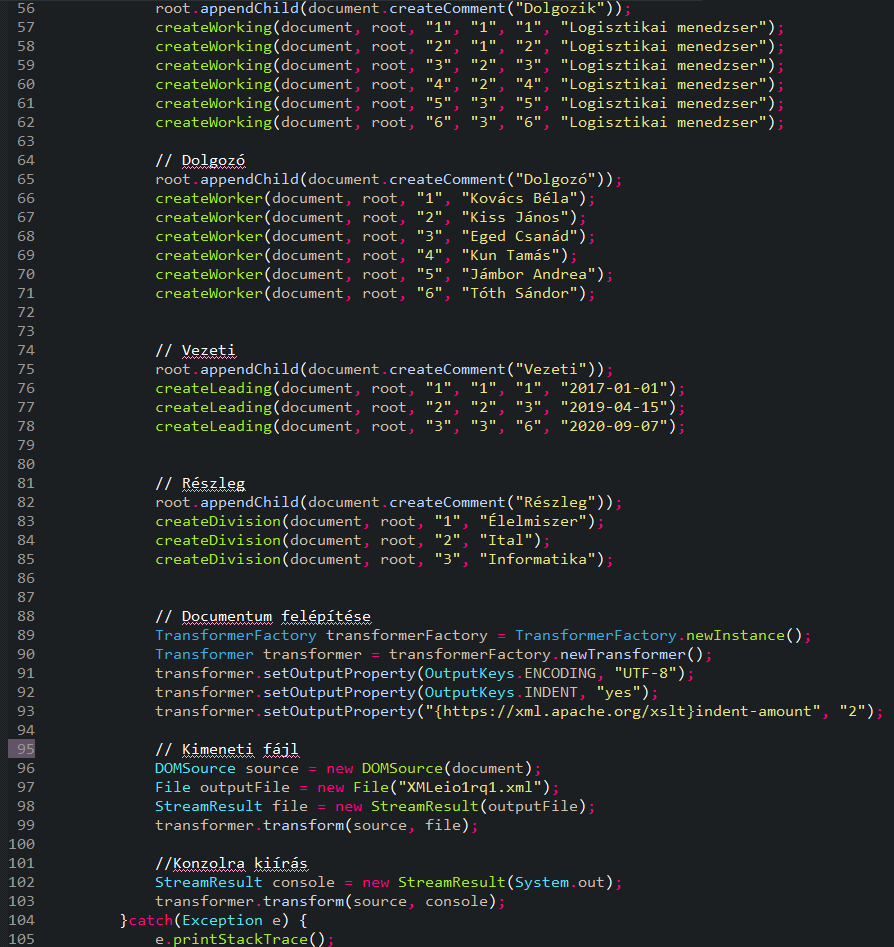 56 root.appendChild(document.createComment("Dolgozik"));
57 createWorking(document, root, "1", "1", "1", "Logisztikai menedzser");
58 createWorking(document, root, "2", "1", "2", "Logisztikai menedzser");
59 createWorking(document, root, "3", "2", "3", "Logisztikai menedzser");
60 createWorking(document, root, "4", "2", "4", "Logisztikai menedzser");
61 createWorking(document, root, "5", "3", "5", "Logisztikai menedzser");
62 createWorking(document, root, "6", "3", "6", "Logisztikai menedzser");
63
64 // Dolgozó
65 root.appendChild(document.createComment("Dolgozó"));
66 createWorker(document, root, "1", "Kovács Béla");
67 createWorker(document, root, "2", "Kiss János");
68 createWorker(document, root, "3", "Eged Csanád");
69 createWorker(document, root, "4", "Kun Tamás");
70 createWorker(document, root, "5", "Jámbor Andrea");
71 createWorker(document, root, "6", "Tóth Sándor");
72
73
74 // Vezeti
75 root.appendChild(document.createComment("Vezeti"));
76 createLeading(document, root, "1", "1", "1", "2017-01-01");
77 createLeading(document, root, "2", "2", "3", "2019-04-15");
78 createLeading(document, root, "3", "3", "6", "2020-09-07");
79
80
81 // Részleg
82 root.appendChild(document.createComment("Részleg"));
83 createDivision(document, root, "1", "Élelmiszer");
84 createDivision(document, root, "2", "Ital");
85 createDivision(document, root, "3", "Informatika");
86
87
88 // Documentum felépítése
89 TransformerFactory transformerFactory = TransformerFactory.newInstance();
90 Transformer transformer = transformerFactory.newTransformer();
91 transformer.setOutputProperty(OutputKeys.ENCODING, "UTF-8");
92 transformer.setOutputProperty(OutputKeys.INDENT, "yes");
93 transformer.setOutputProperty("{https://xml.apache.org/xslt}indent-amount", "2");
94
95 // Kimeneti fájl
96 DOMSource source = new DOMSource(document);
97 File outputFile = new File("XMLeio1rq1.xml");
98 StreamResult file = new StreamResult(outputFile);
99 transformer.transform(source, file);
100
101 //Konzolra kiírás
102 StreamResult console = new StreamResult(System.out);
103 transformer.transform(source, console);
104 }catch(Exception e) {
105 e.printStackTrace();